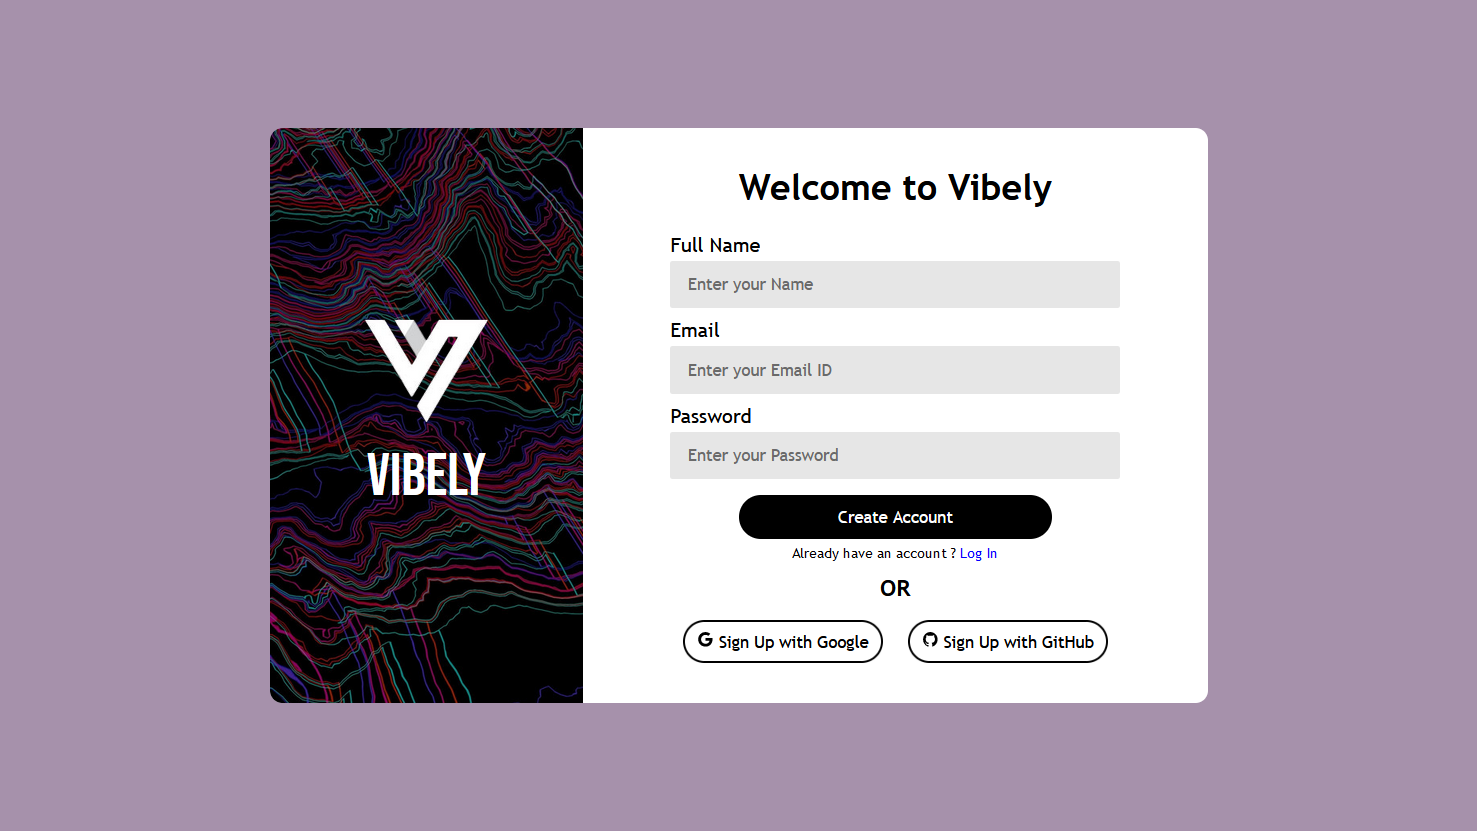 VIBELY
Welcome to Vibely
Full Name
Enter your Name
Email
Enter your Email ID
Password
Enter your Password
Create Account
Already have an account ? Log In
OR
Sign Up with Google
Sign Up with GitHub